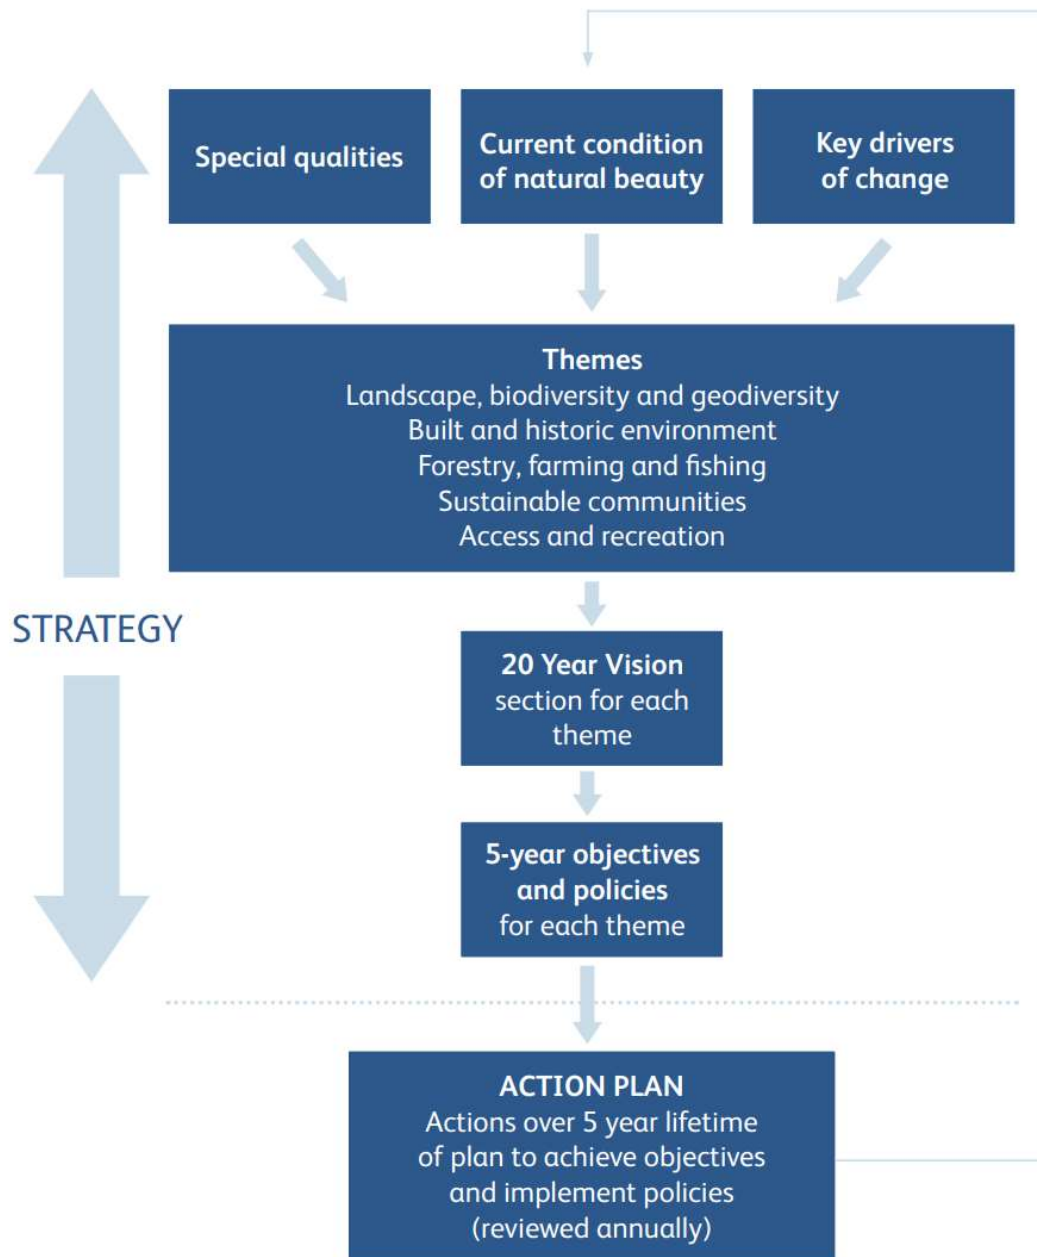 Special qualities
Current condition
of natural beauty
Key drivers
of change
Themes
Landscape, biodiversity and geodiversity
Built and historic environment
Forestry, farming and fishing
Sustainable communities
Access and recreation
STRATEGY
20 Year Vision
section for each
theme
5-year objectives
and policies
for each theme
ACTION PLAN
Actions over 5 year lifetime
of plan to achieve objectives
and implement policies
(reviewed annually)